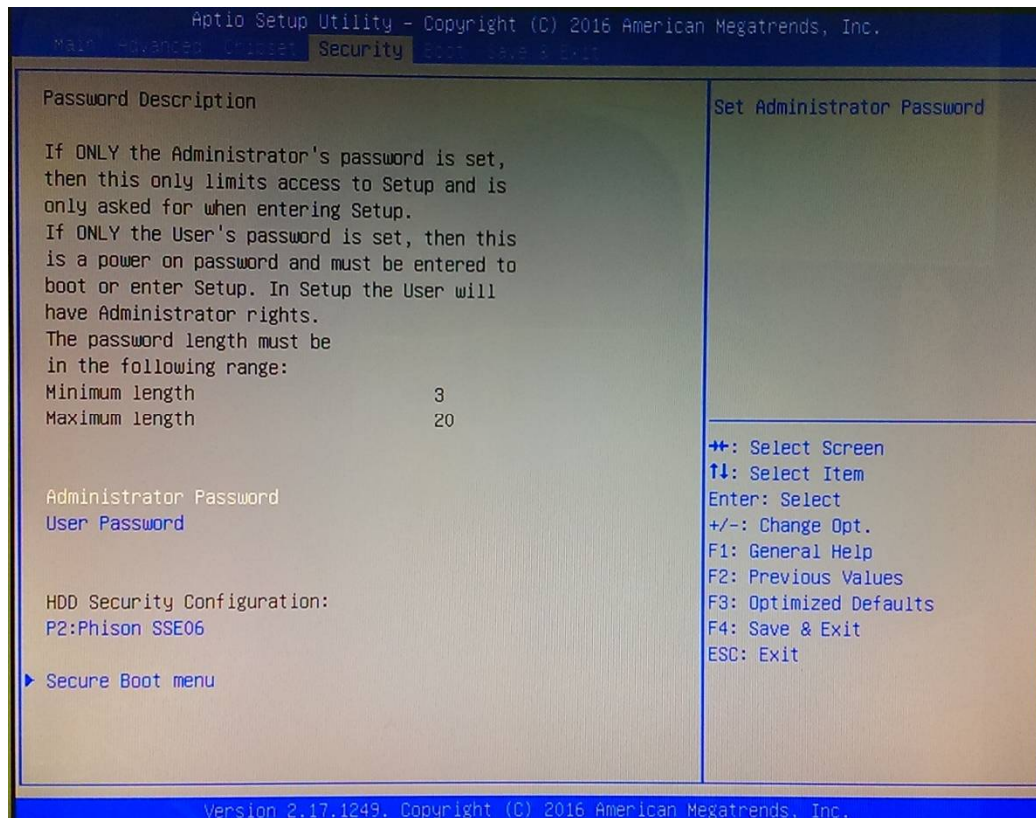 Aptio Setup Utility – Copyright (C) 2016 American Megatrends, Inc.
Main Advanced Chipset Security Boot Save & Exit
Password Description
If ONLY the Administrator's password is set,
then this only limits access to Setup and is
only asked for when entering Setup.
If ONLY the User's password is set, then this
is a power on password and must be entered to
boot or enter Setup. In Setup the User will
have Administrator rights.
The password length must be
in the following range:
Minimum length 3
Maximum length 20
Administrator Password
User Password
HDD Security Configuration:
P2:Phison SSE06
Secure Boot menu
Set Administrator Password
→←: Select Screen
↑↓: Select Item
Enter: Select
+/-: Change Opt.
F1: General Help
F2: Previous Values
F3: Optimized Defaults
F4: Save & Exit
ESC: Exit
Version 2.17.1249. Copyright (C) 2016 American Megatrends, Inc.